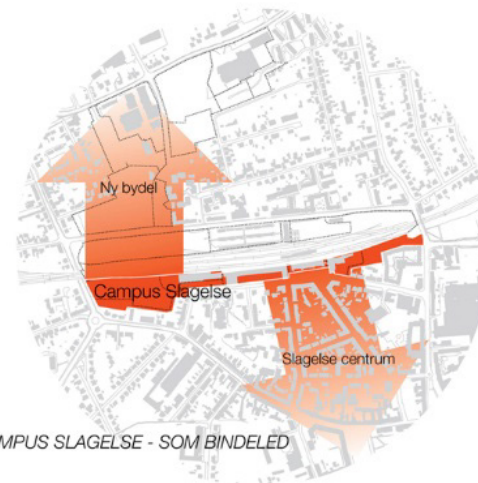 Ny bydel
Campus Slagelse
Slagelse centrum
MPUS SLAGELSE - SOM BINDELED